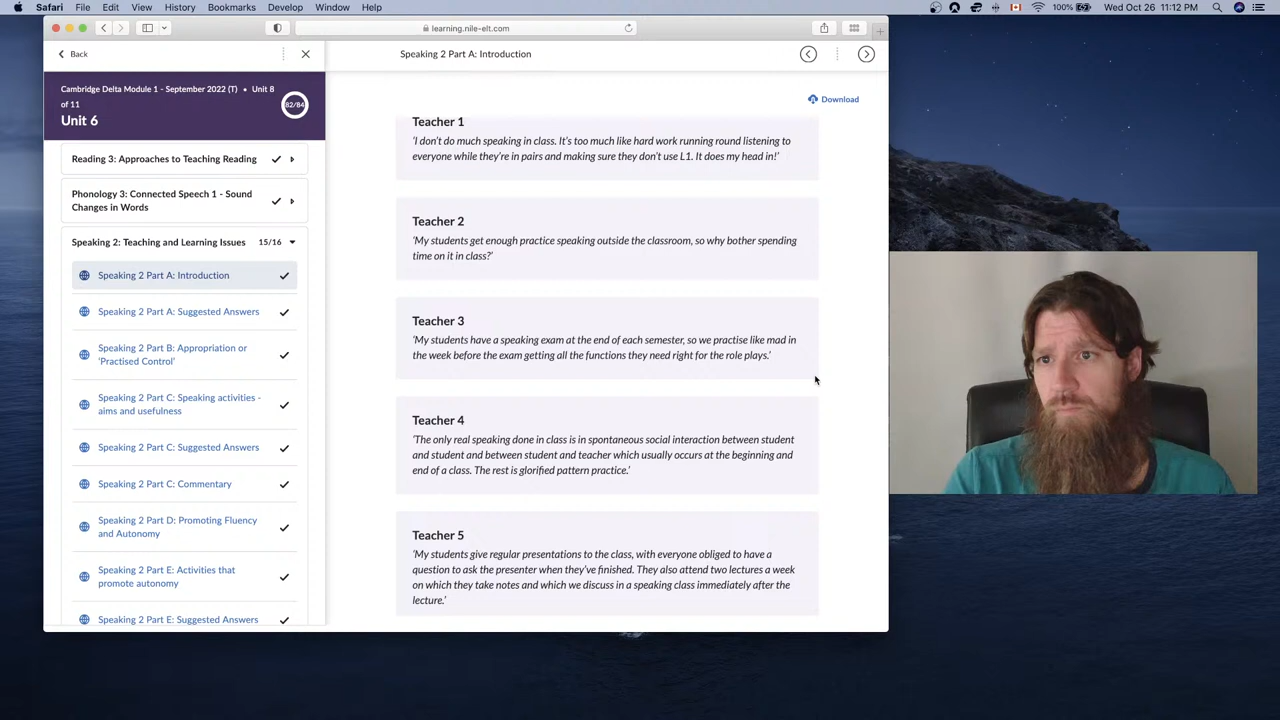 Safari File Edit View History Bookmarks Develop Window Help 100% Wed Oct 26 11:12 PM
learning.nile-elt.com
Back
Speaking 2 Part A: Introduction
Cambridge Delta Module 1 - September 2022 (T) • Unit 8
of 11
82/84
Unit 6
Download
Reading 3: Approaches to Teaching Reading
Phonology 3: Connected Speech 1 - Sound
Changes in Words
Speaking 2: Teaching and Learning Issues 15/16
Speaking 2 Part A: Introduction
Speaking 2 Part A: Suggested Answers
Speaking 2 Part B: Appropriation or
'Practised Control'
Speaking 2 Part C: Speaking activities -
aims and usefulness
Speaking 2 Part C: Suggested Answers
Speaking 2 Part C: Commentary
Speaking 2 Part D: Promoting Fluency
and Autonomy
Speaking 2 Part E: Activities that
promote autonomy
Speaking 2 Part E: Suggested Answers
Teacher 1
'I don't do much speaking in class. It's too much like hard work running round listening to
everyone while they're in pairs and making sure they don't use L1. It does my head in!'
Teacher 2
'My students get enough practice speaking outside the classroom, so why bother spending
time on it in class?'
Teacher 3
'My students have a speaking exam at the end of each semester, so we practise like mad in
the week before the exam getting all the functions they need right for the role plays.'
Teacher 4
'The only real speaking done in class is in spontaneous social interaction between student
and student and between student and teacher which usually occurs at the beginning and
end of a class. The rest is glorified pattern practice.'
Teacher 5
'My students give regular presentations to the class, with everyone obliged to have a
question to ask the presenter when they've finished. They also attend two lectures a week
on which they take notes and which we discuss in a speaking class immediately after the
lecture.'